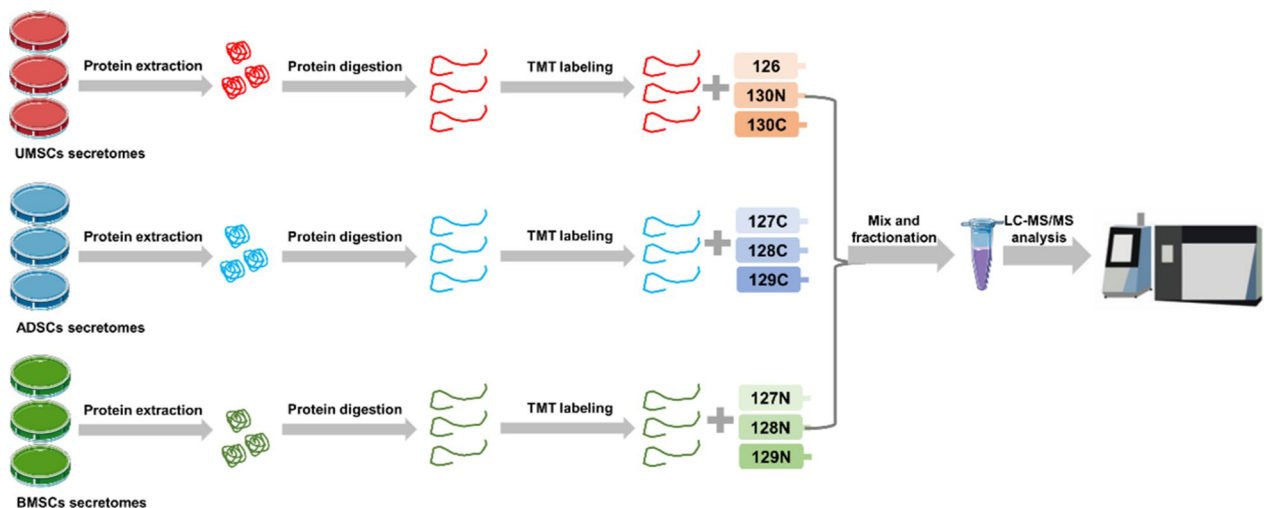 Protein extraction
Protein digestion
TMT labeling
126
130N
130C
UMSCs secretomes
Protein extraction
Protein digestion
TMT labeling
127C
128C
129C
Mix and
fractionation
LC-MS/MS
analysis
ADSCs secretomes
Protein extraction
Protein digestion
TMT labeling
127N
128N
129N
BMSCs secretomes